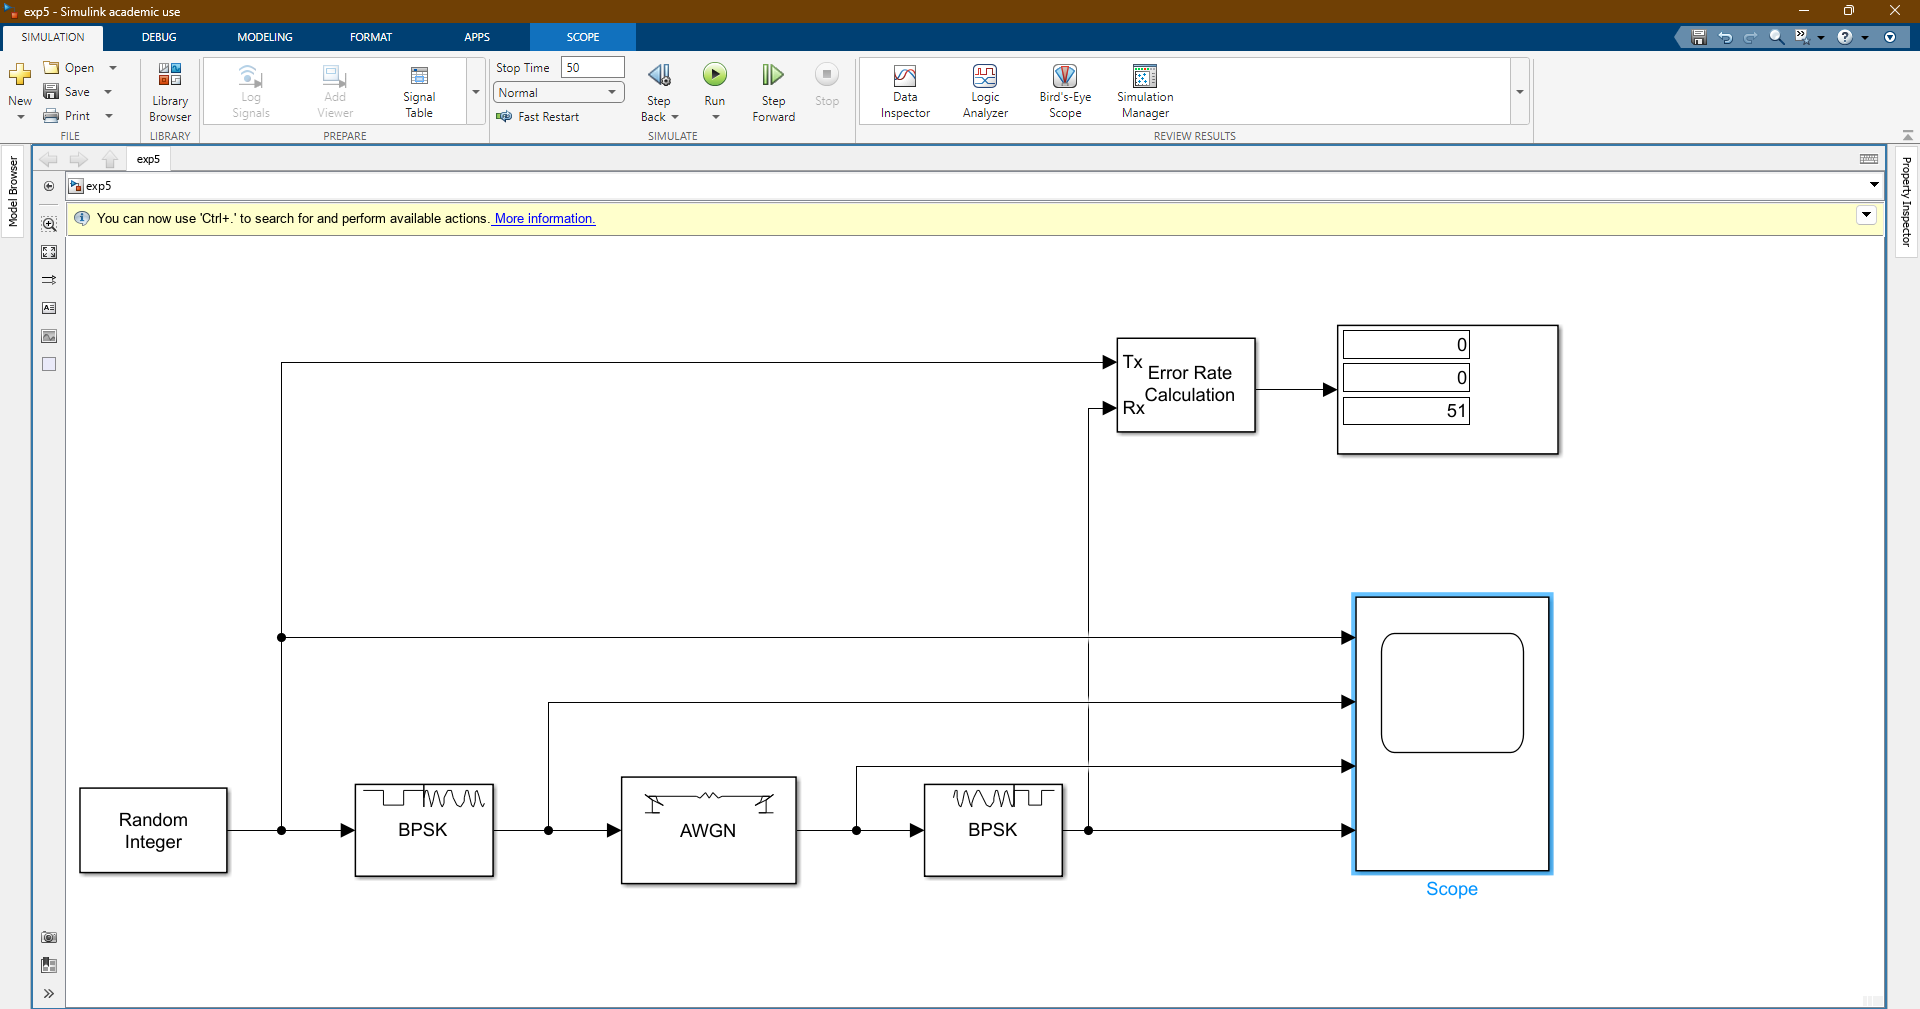 exp5 - Simulink academic use
SIMULATION DEBUG MODELING FORMAT APPS SCOPE
New
Open
Save
Print
FILE
Library
Browser
LIBRARY
Log
Signals
Add
Viewer
Signal
Table
PREPARE
Stop Time 50
Normal
Fast Restart
Step
Back
Run
Step
Forward
Stop
SIMULATE
Data
Inspector
Logic
Analyzer
Bird's-Eye
Scope
Simulation
Manager
REVIEW RESULTS
Model Browser
exp5
exp5
You can now use 'Ctrl+.' to search for and perform available actions. More information.
Property Inspector
Tx
Error Rate
Calculation
Rx
0
0
51
Random
Integer
BPSK
AWGN
BPSK
Scope